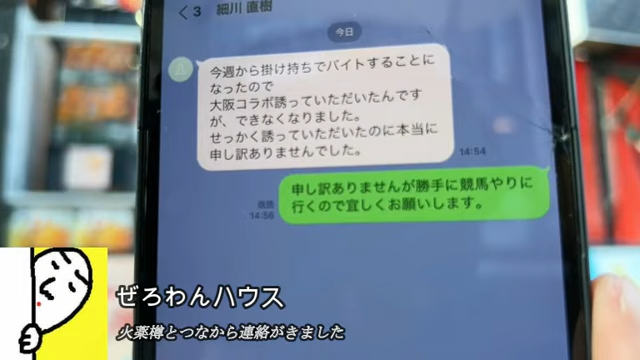 3 細川 直樹
今日
今週から掛け持ちでバイトすることに
なったので
大阪コラボ誘っていただいたんです
が、できなくなりました。
せっかく誘っていただいたのに本当に
申し訳ありませんでした。
14:54
申し訳ありませんが勝手に競馬やりに
行くので宜しくお願いします。
既読
14:56
ぜろわんハウス
火薬樽とつなから連絡がきました